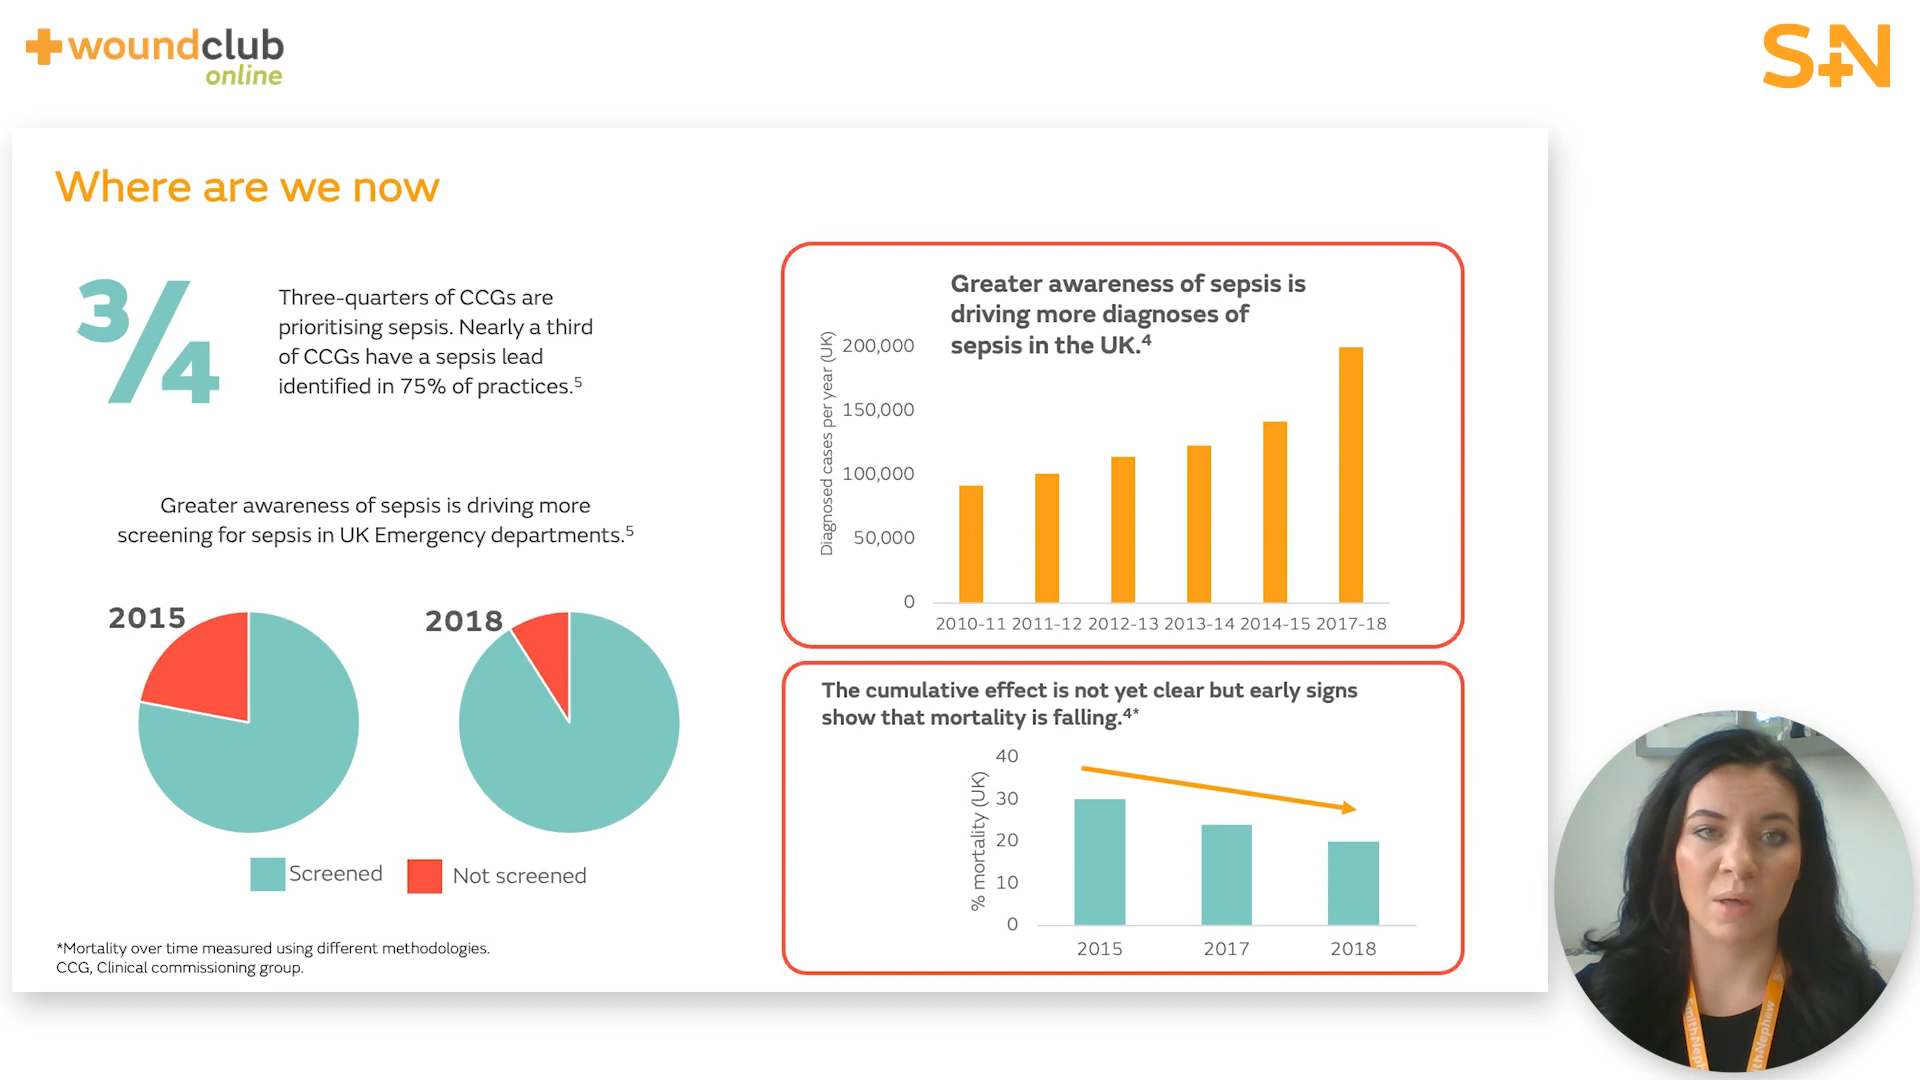 woundclub
online
S+N
Where are we now
3/4
Three-quarters of CCGs are
prioritising sepsis. Nearly a third
of CCGs have a sepsis lead
identified in 75% of practices.5
Greater awareness of sepsis is driving more
screening for sepsis in UK Emergency departments.5
2015
2018
Screened
Not screened
*Mortality over time measured using different methodologies.
CCG, Clinical commissioning group.
Greater awareness of sepsis is
driving more diagnoses of
sepsis in the UK.4
Diagnosed cases per year (UK)
200,000
150,000
100,000
50,000
0
2010-11 2011-12 2012-13 2013-14 2014-15 2017-18
The cumulative effect is not yet clear but early signs
show that mortality is falling.4*
% mortality (UK)
40
30
20
10
0
2015 2017 2018